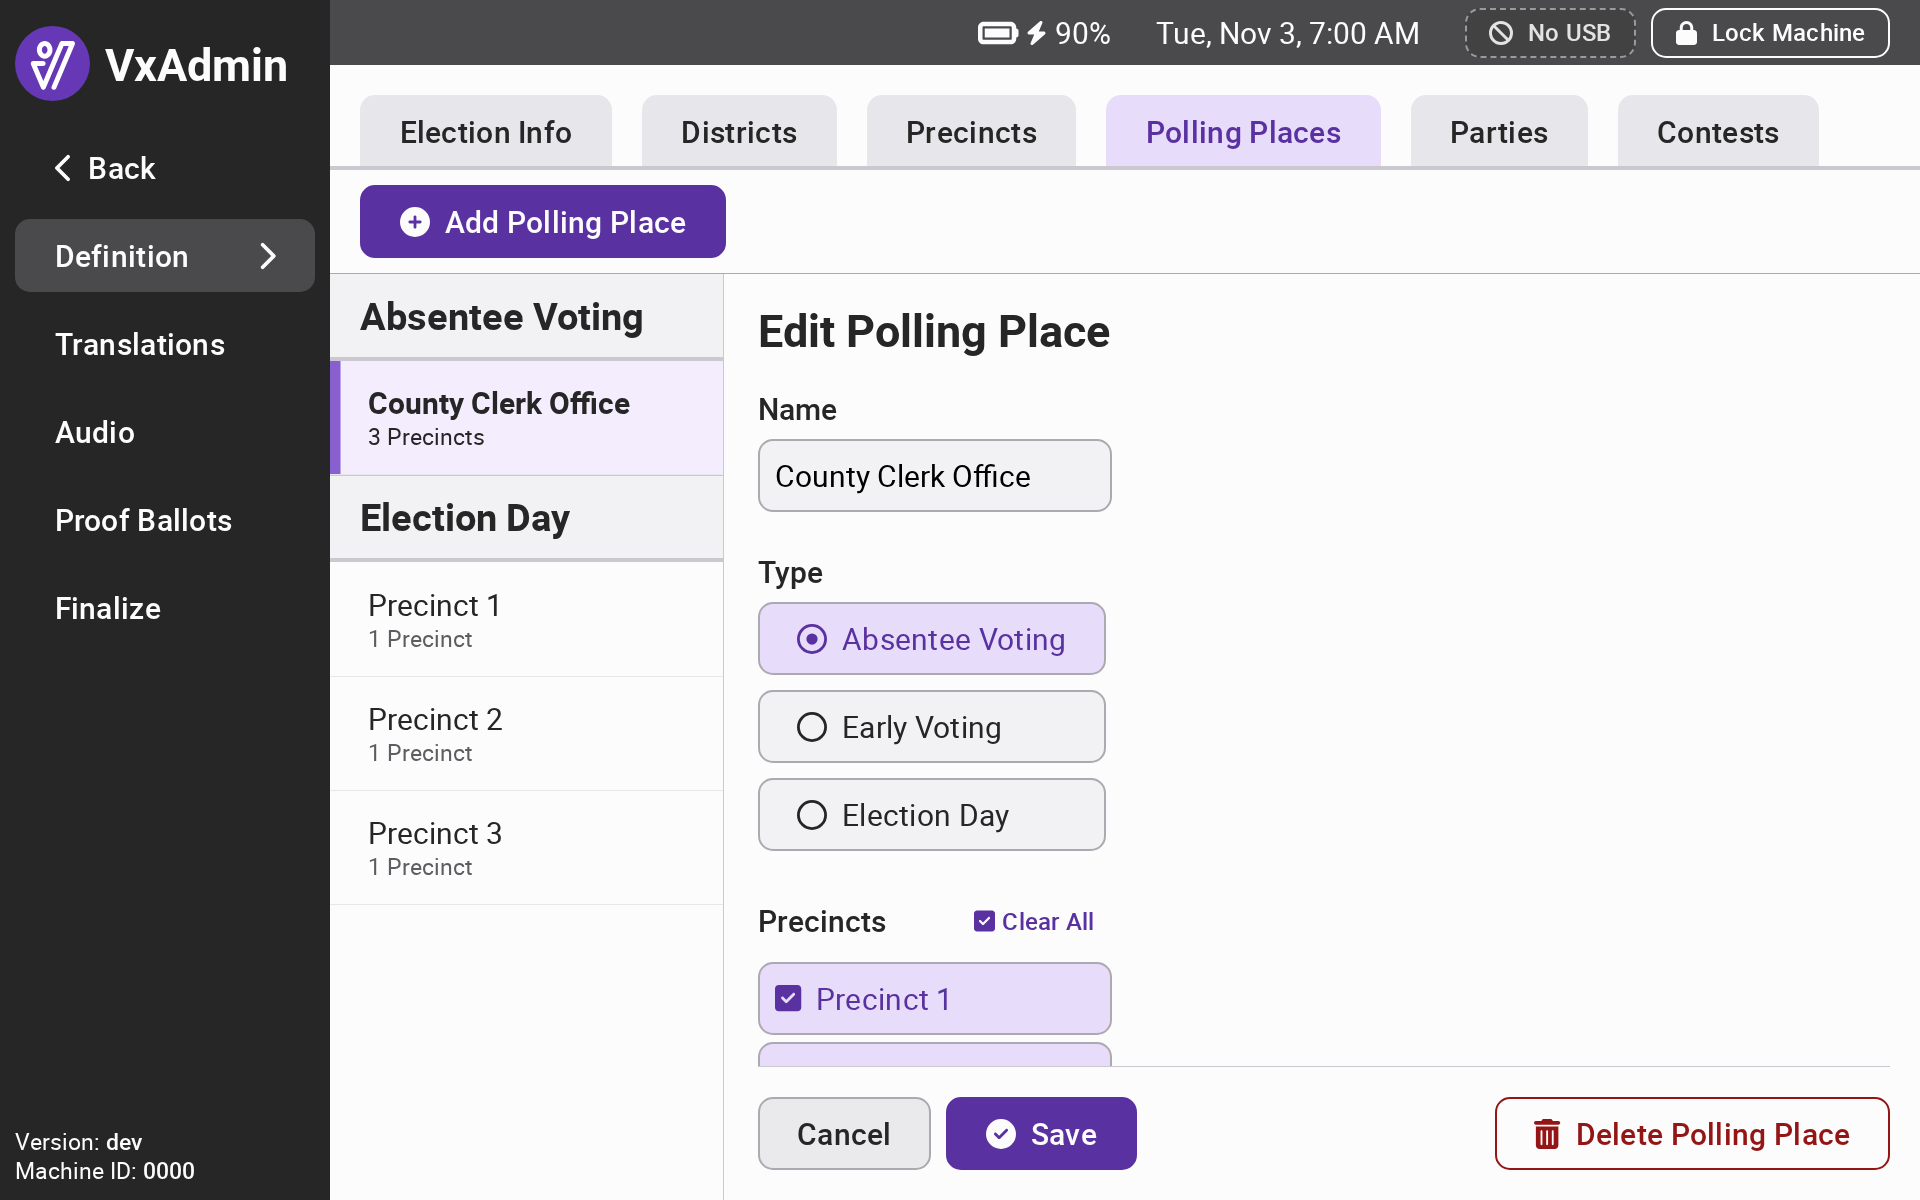 VxAdmin
90%
Tue, Nov 3, 7:00 AM
No USB
Lock Machine
Back
Definition
Translations
Audio
Proof Ballots
Finalize
Version: dev
Machine ID: 0000
Election Info
Districts
Precincts
Polling Places
Parties
Contests
Add Polling Place
Absentee Voting
County Clerk Office
3 Precincts
Election Day
Precinct 1
1 Precinct
Precinct 2
1 Precinct
Precinct 3
1 Precinct
Edit Polling Place
Name
County Clerk Office
Type
Absentee Voting
Early Voting
Election Day
Precincts
Clear All
Precinct 1
Cancel
Save
Delete Polling Place